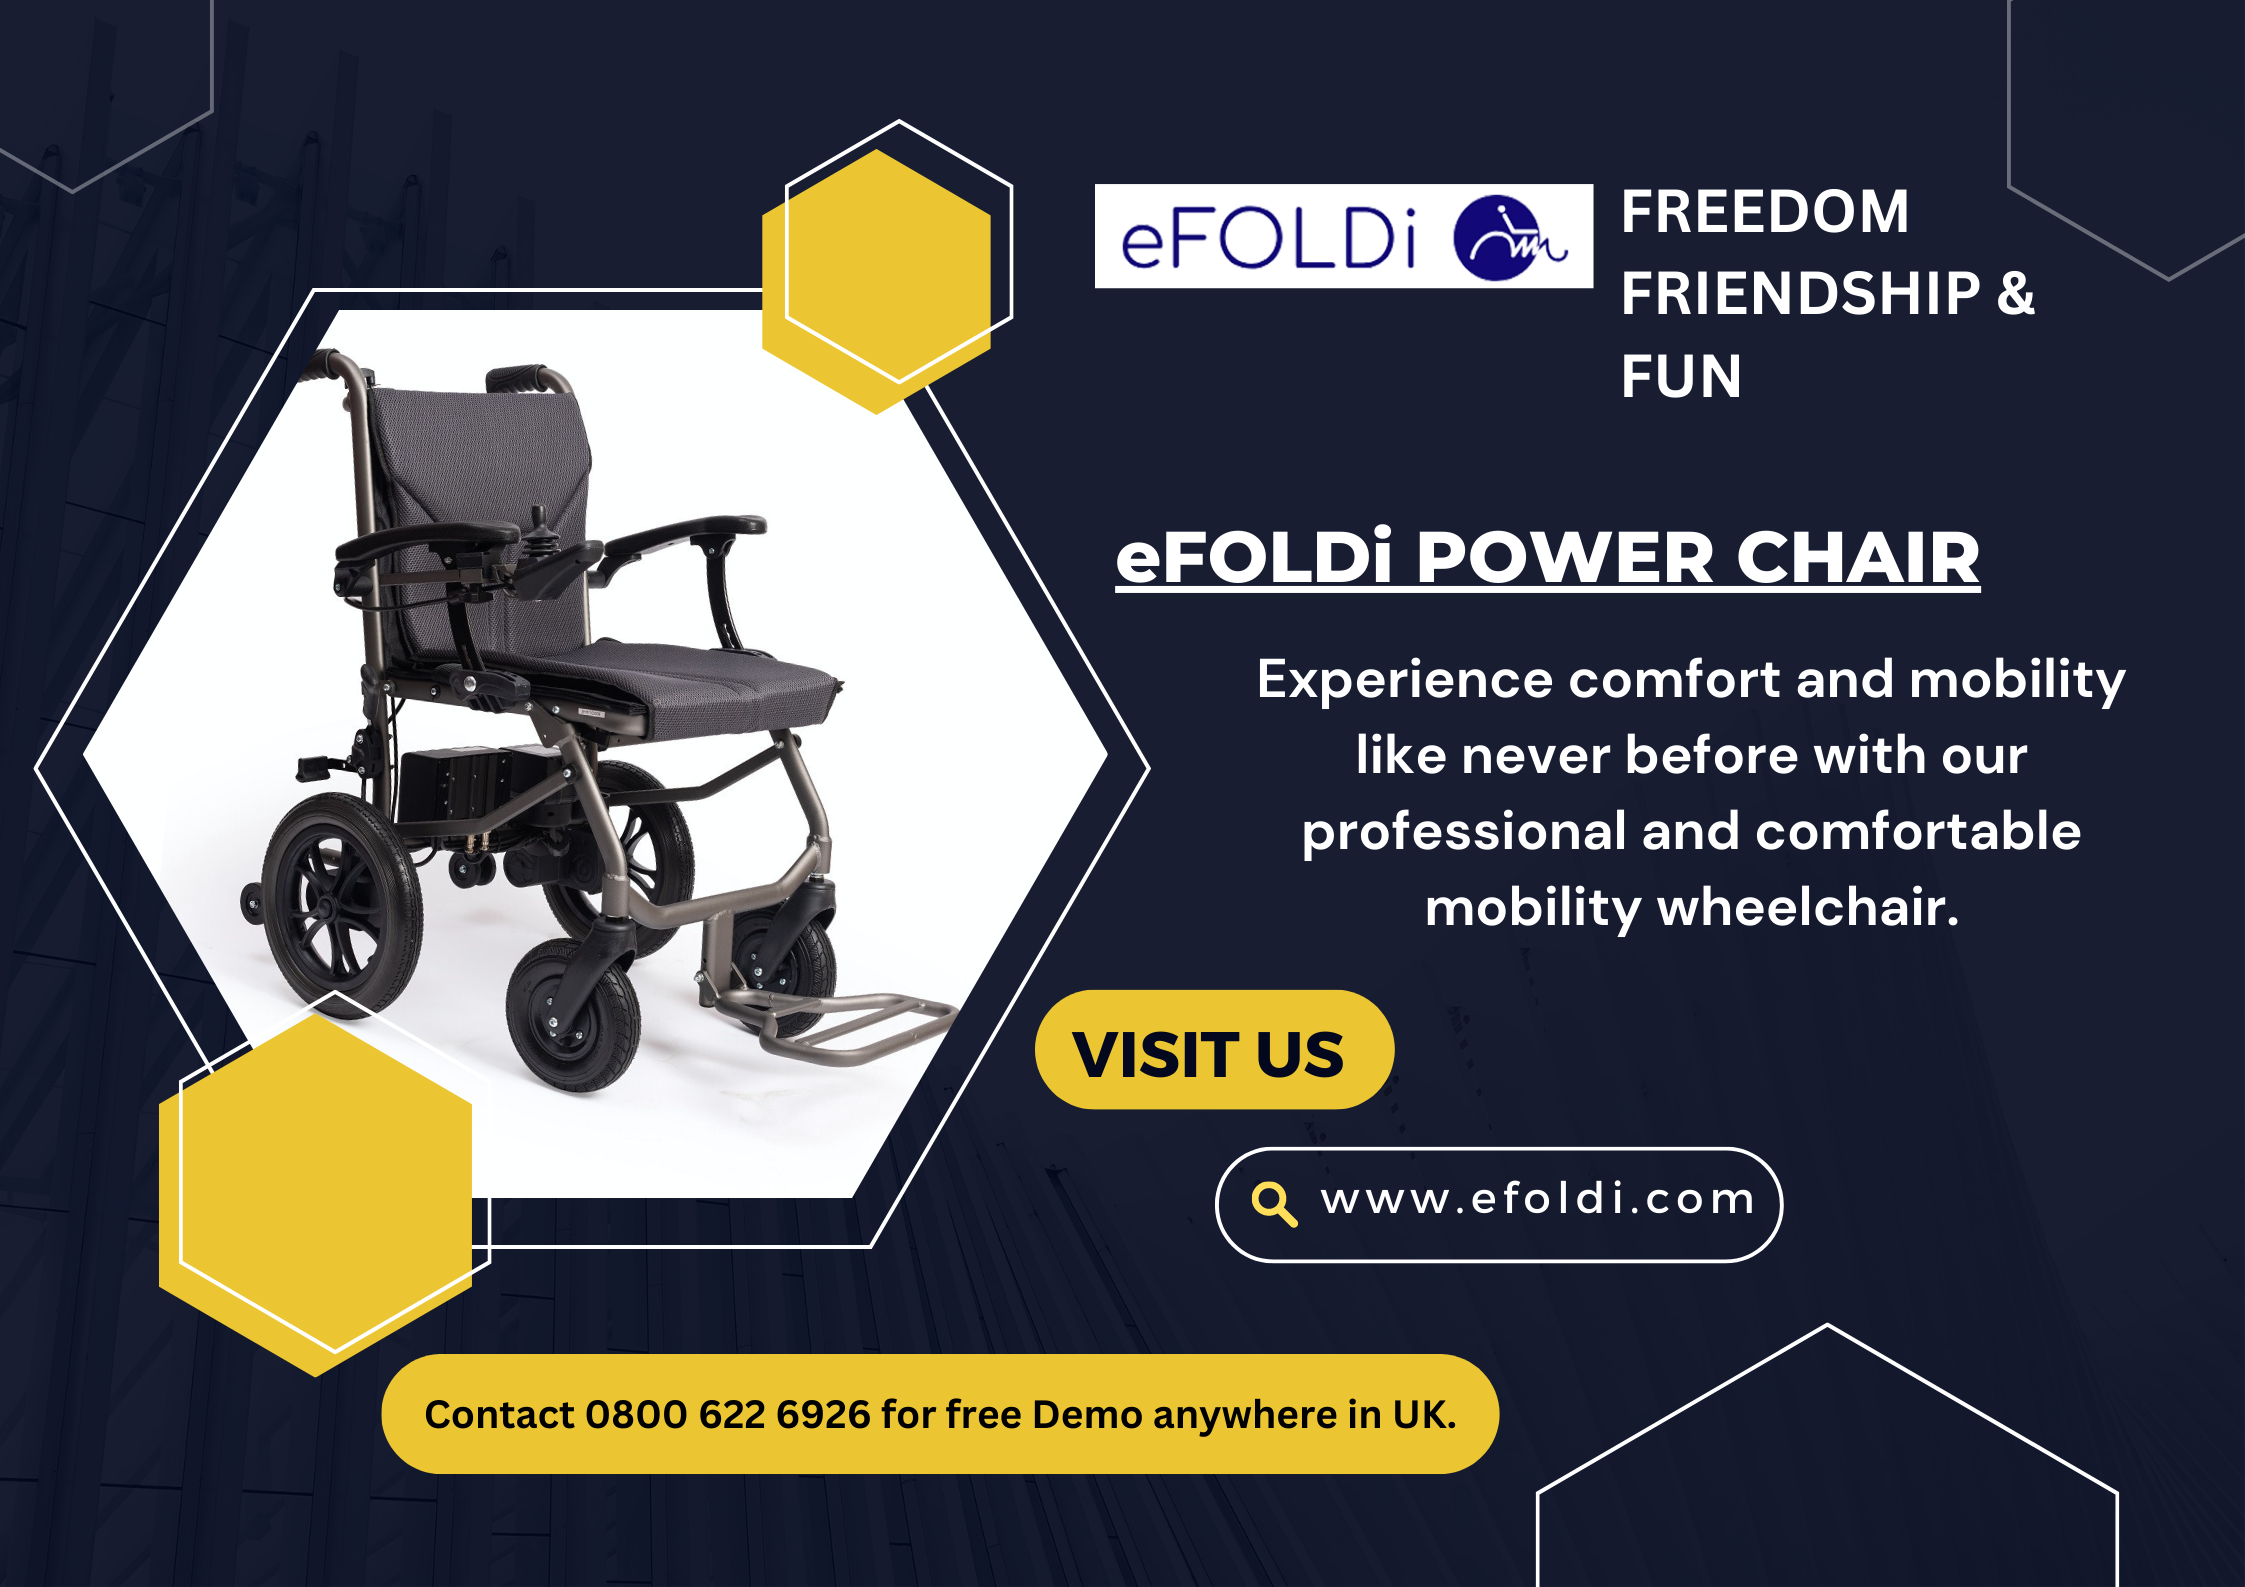 eFOLDi
FREEDOM
FRIENDSHIP &
FUN
eFOLDi POWER CHAIR
Experience comfort and mobility
like never before with our
professional and comfortable
mobility wheelchair.
VISIT US
www.efoldi.com
Contact 0800 622 6926 for free Demo anywhere in UK.